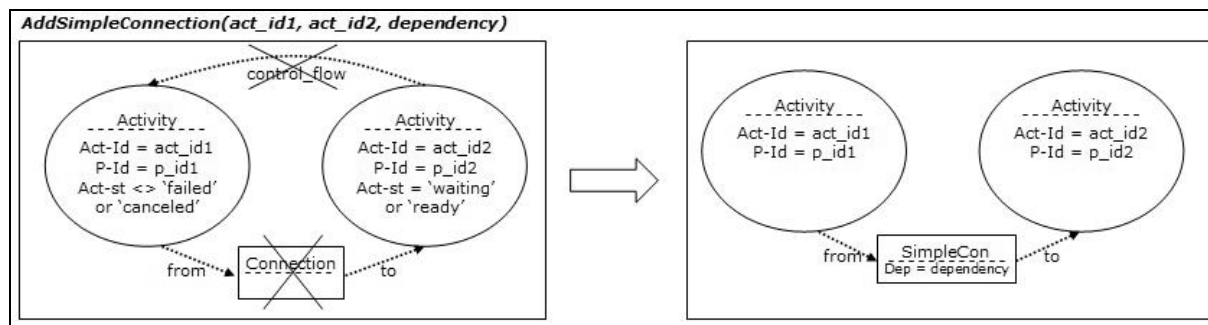 AddSimpleConnection(act_id1, act_id2, dependency)
control_flow
Activity
Act-Id = act_id1
P-Id = p_id1
Act-st <> ‘failed’
or ‘canceled’
Activity
Act-Id = act_id2
P-Id = p_id2
Act-st = ‘waiting’
or ‘ready’
from
Connection
to
Activity
Act-Id = act_id1
P-Id = p_id1
Activity
Act-Id = act_id2
P-Id = p_id2
from
SimpleCon
Dep = dependency
to